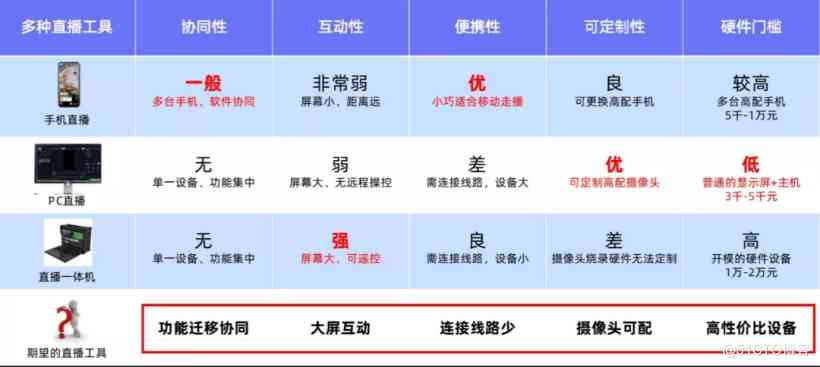 多种直播工具 协同性 互动性 便携性 可定制性 硬件门槛
手机直播
一般
多台手机、软件协同
非常弱
屏幕小、距离远
优
小巧适合移动走播
良
可更换高配手机
较高
多台高配手机
5千-1万元
PC直播
无
单一设备、功能集中
弱
屏幕大、无远程操控
差
需连接线路，设备大
优
可定制高配摄像头
低
普通的显示屏+主机
3千-5千元
直播一体机
无
单一设备、功能集中
强
屏幕大、可遥控
良
需连接线路，设备小
差
摄像头烧录硬件无法定制
高
开模的硬件设备
1万-2万元
期望的直播工具
功能迁移协同 大屏互动 连接线路少 摄像头可配 高性价比设备
@51CTO博客